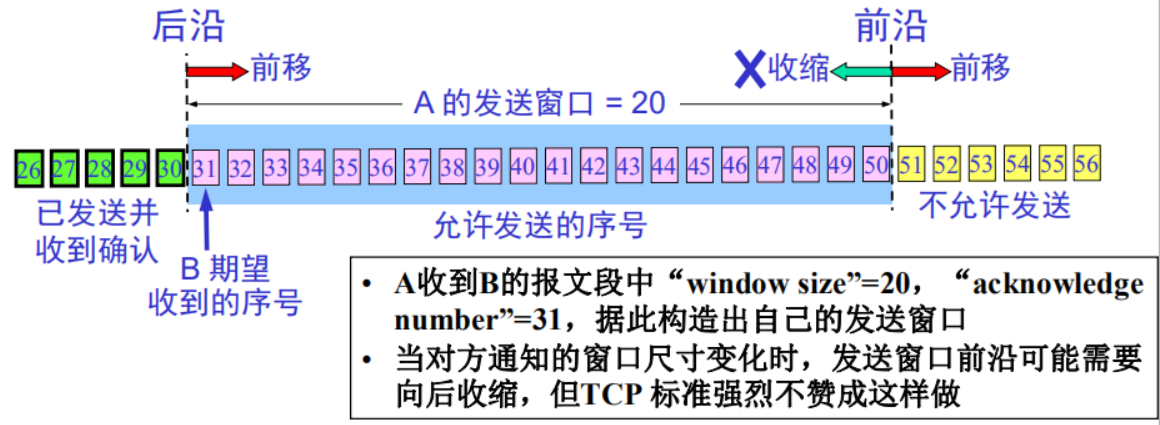 后沿 前沿
前移 收缩 前移
A 的发送窗口 = 20
26 27 28 29 30 31 32 33 34 35 36 37 38 39 40 41 42 43 44 45 46 47 48 49 50 51 52 53 54 55 56
已发送并
收到确认
允许发送的序号
不允许发送
B 期望
收到的序号
• A收到B的报文段中“window size”=20，“acknowledge
number”=31，据此构造出自己的发送窗口
• 当对方通知的窗口尺寸变化时，发送窗口前沿可能需要
向后收缩，但TCP 标准强烈不赞成这样做